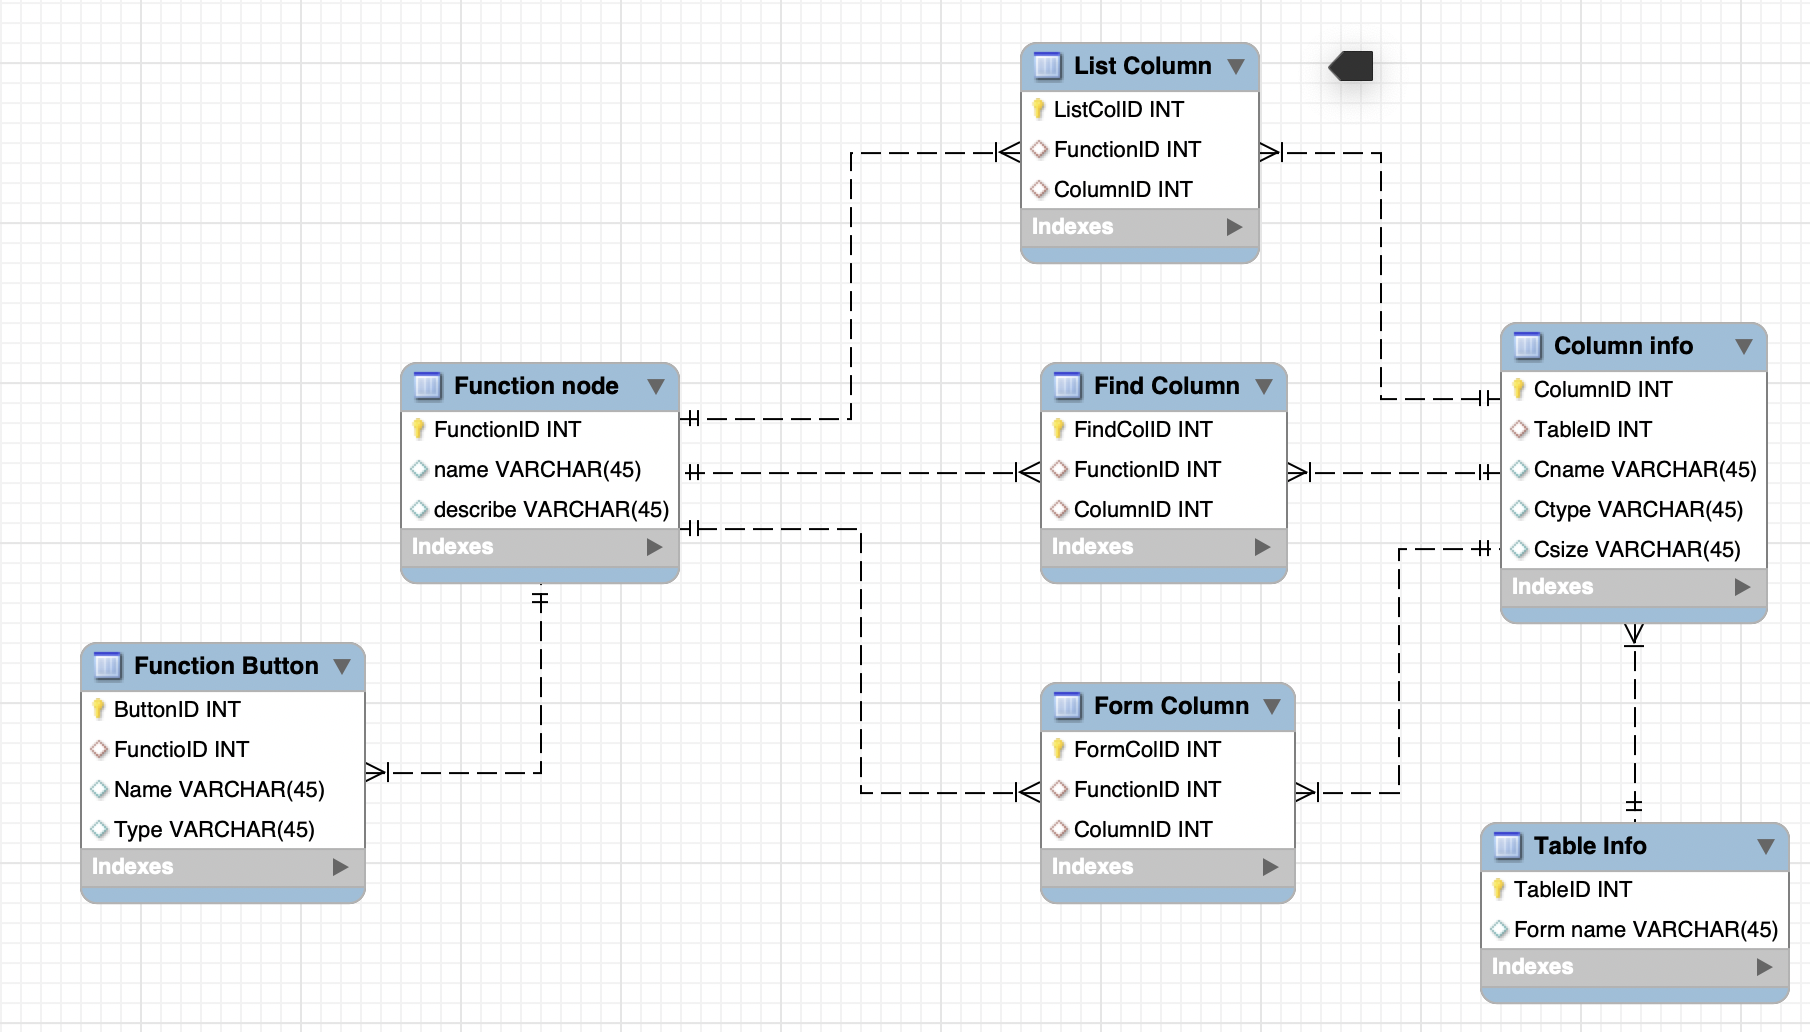 List Column
ListColID INT
FunctionID INT
ColumnID INT
Indexes
Function node
FunctionID INT
name VARCHAR(45)
describe VARCHAR(45)
Indexes
Find Column
FindColID INT
FunctionID INT
ColumnID INT
Indexes
Column info
ColumnID INT
TableID INT
Cname VARCHAR(45)
Ctype VARCHAR(45)
Csize VARCHAR(45)
Indexes
Function Button
ButtonID INT
FunctioID INT
Name VARCHAR(45)
Type VARCHAR(45)
Indexes
Form Column
FormColID INT
FunctionID INT
ColumnID INT
Indexes
Table Info
TableID INT
Form name VARCHAR(45)
Indexes